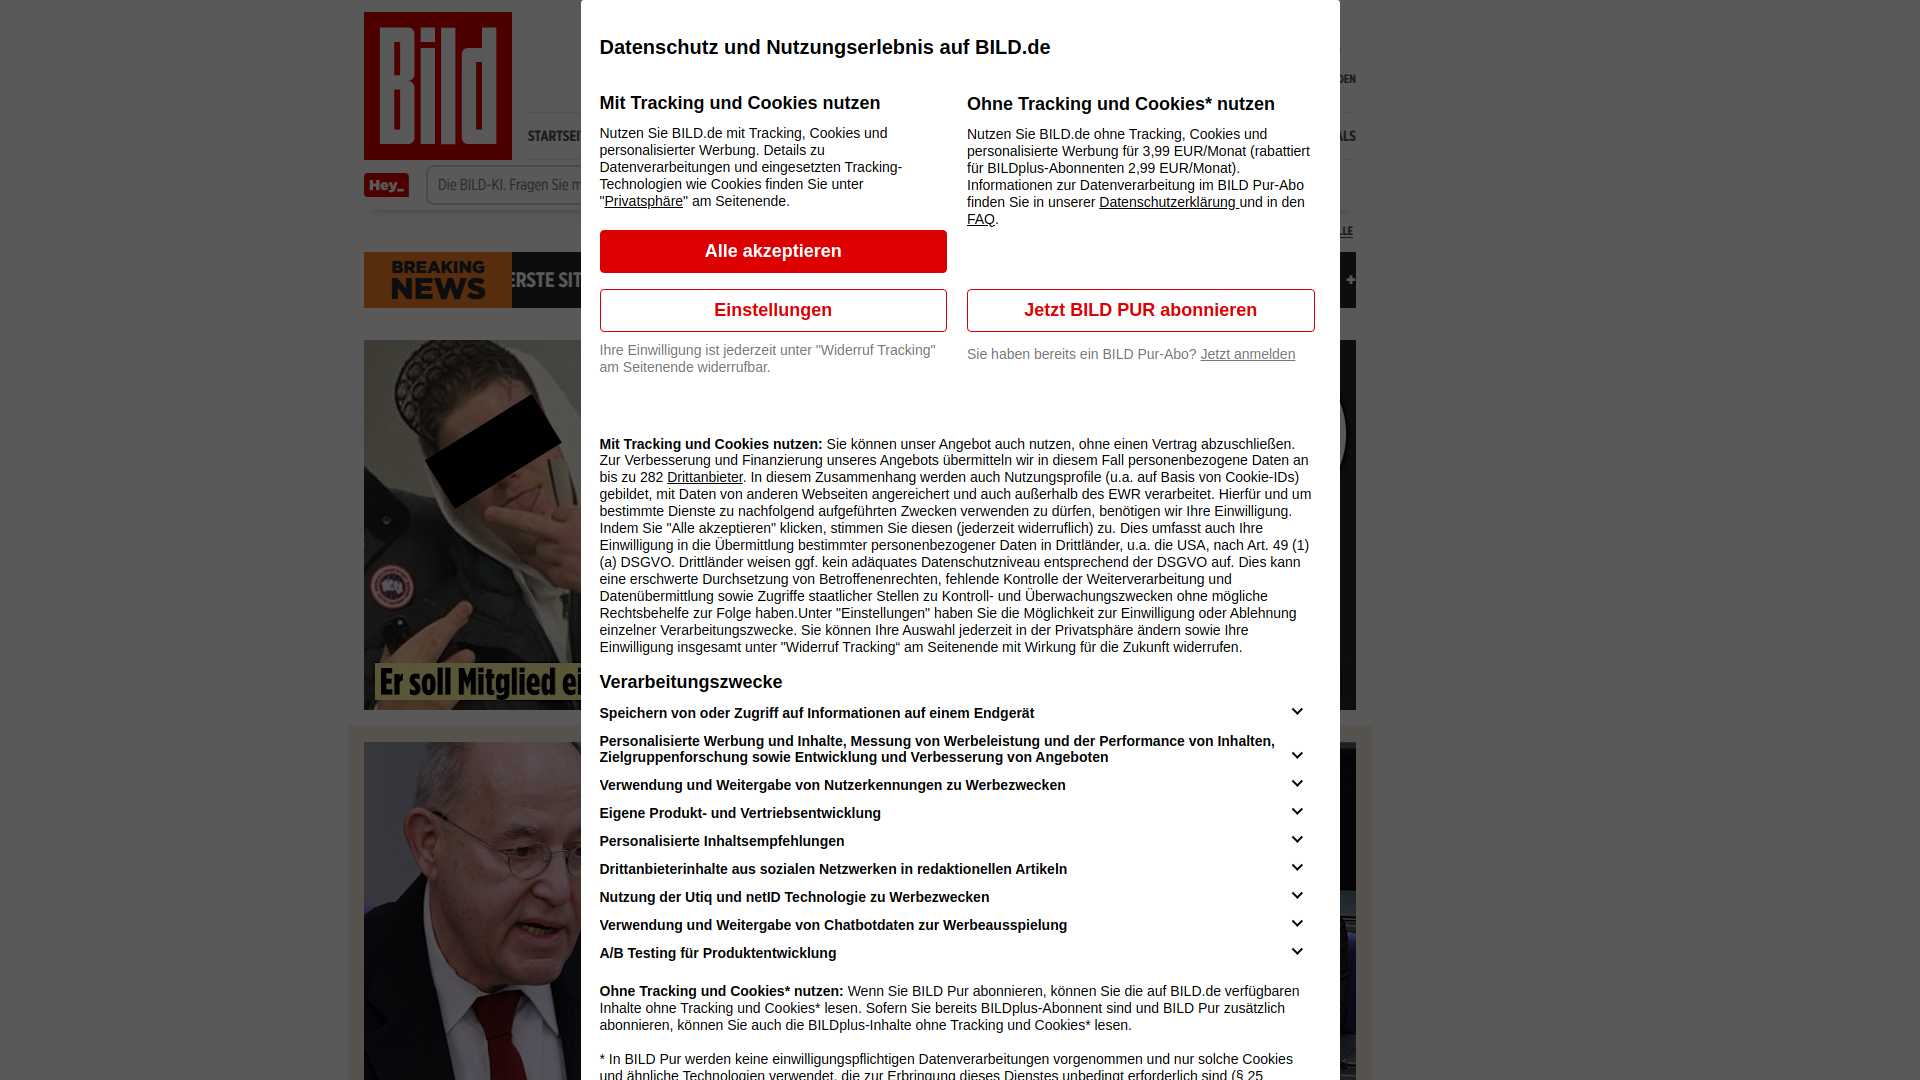 Bild
STARTSEI
Hey_
Die BILD-KI. Fragen Sie m
BREAKING
NEWS
ERSTE SIT
+
Er soll Mitglied ei
Datenschutz und Nutzungserlebnis auf BILD.de
Mit Tracking und Cookies nutzen
Nutzen Sie BILD.de mit Tracking, Cookies und
personalisierter Werbung. Details zu
Datenverarbeitungen und eingesetzten Tracking-
Technologien wie Cookies finden Sie unter
"Privatsphäre" am Seitenende.
Alle akzeptieren
Einstellungen
Ihre Einwilligung ist jederzeit unter "Widerruf Tracking"
am Seitenende widerrufbar.
Ohne Tracking und Cookies* nutzen
Nutzen Sie BILD.de ohne Tracking, Cookies und
personalisierte Werbung für 3,99 EUR/Monat (rabattiert
für BILDplus-Abonnenten 2,99 EUR/Monat).
Informationen zur Datenverarbeitung im BILD Pur-Abo
finden Sie in unserer Datenschutzerklärung und in den
FAQ.
Jetzt BILD PUR abonnieren
Sie haben bereits ein BILD Pur-Abo? Jetzt anmelden
Mit Tracking und Cookies nutzen: Sie können unser Angebot auch nutzen, ohne einen Vertrag abzuschließen.
Zur Verbesserung und Finanzierung unseres Angebots übermitteln wir in diesem Fall personenbezogene Daten an
bis zu 282 Drittanbieter. In diesem Zusammenhang werden auch Nutzungsprofile (u.a. auf Basis von Cookie-IDs)
gebildet, mit Daten von anderen Webseiten angereichert und auch außerhalb des EWR verarbeitet. Hierfür und um
bestimmte Dienste zu nachfolgend aufgeführten Zwecken verwenden zu dürfen, benötigen wir Ihre Einwilligung.
Indem Sie "Alle akzeptieren" klicken, stimmen Sie diesen (jederzeit widerruflich) zu. Dies umfasst auch Ihre
Einwilligung in die Übermittlung bestimmter personenbezogener Daten in Drittländer, u.a. die USA, nach Art. 49 (1)
(a) DSGVO. Drittländer weisen ggf. kein adäquates Datenschutzniveau entsprechend der DSGVO auf. Dies kann
eine erschwerte Durchsetzung von Betroffenenrechten, fehlende Kontrolle der Weiterverarbeitung und
Datenübermittlung sowie Zugriffe staatlicher Stellen zu Kontroll- und Überwachungszwecken ohne mögliche
Rechtsbehelfe zur Folge haben.Unter "Einstellungen" haben Sie die Möglichkeit zur Einwilligung oder Ablehnung
einzelner Verarbeitungszwecke. Sie können Ihre Auswahl jederzeit in der Privatsphäre ändern sowie Ihre
Einwilligung insgesamt unter "Widerruf Tracking“ am Seitenende mit Wirkung für die Zukunft widerrufen.
Verarbeitungszwecke
Speichern von oder Zugriff auf Informationen auf einem Endgerät
Personalisierte Werbung und Inhalte, Messung von Werbeleistung und der Performance von Inhalten,
Zielgruppenforschung sowie Entwicklung und Verbesserung von Angeboten
Verwendung und Weitergabe von Nutzerkennungen zu Werbezwecken
Eigene Produkt- und Vertriebsentwicklung
Personalisierte Inhaltsempfehlungen
Drittanbieterinhalte aus sozialen Netzwerken in redaktionellen Artikeln
Nutzung der Utiq und netID Technologie zu Werbezwecken
Verwendung und Weitergabe von Chatbotdaten zur Werbeausspielung
A/B Testing für Produktentwicklung
Ohne Tracking und Cookies* nutzen: Wenn Sie BILD Pur abonnieren, können Sie die auf BILD.de verfügbaren
Inhalte ohne Tracking und Cookies* lesen. Sofern Sie bereits BILDplus-Abonnent sind und BILD Pur zusätzlich
abonnieren, können Sie auch die BILDplus-Inhalte ohne Tracking und Cookies* lesen.
* In BILD Pur werden keine einwilligungspflichtigen Datenverarbeitungen vorgenommen und nur solche Cookies
und ähnliche Technologien verwendet, die zur Erbringung dieses Dienstes unbedingt erforderlich sind (§ 25